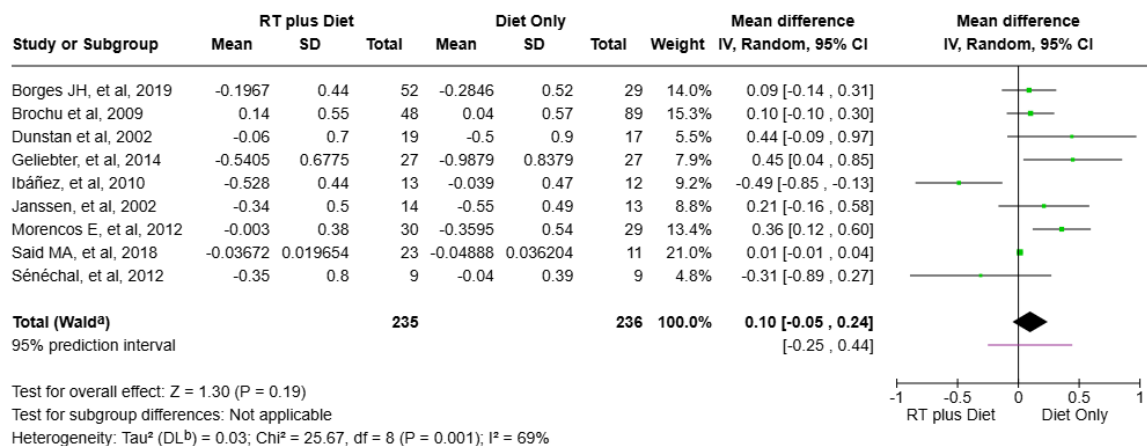 RT plus Diet Diet Only Mean difference Mean difference
Study or Subgroup Mean SD Total Mean SD Total Weight IV, Random, 95% CI IV, Random, 95% CI
Borges JH, et al, 2019 -0.1967 0.44 52 -0.2846 0.52 29 14.0% 0.09 [-0.14 , 0.31]
Brochu et al, 2009 0.14 0.55 48 0.04 0.57 89 15.3% 0.10 [-0.10 , 0.30]
Dunstan et al, 2002 -0.06 0.7 19 -0.5 0.9 17 5.5% 0.44 [-0.09 , 0.97]
Geliebter, et al, 2014 -0.5405 0.6775 27 -0.9879 0.8379 27 7.9% 0.45 [0.04 , 0.85]
Ibáñez, et al, 2010 -0.528 0.44 13 -0.039 0.47 12 9.2% -0.49 [-0.85 , -0.13]
Janssen, et al, 2002 -0.34 0.5 14 -0.55 0.49 13 8.8% 0.21 [-0.16 , 0.58]
Morencos E, et al, 2012 -0.003 0.38 30 -0.3595 0.54 29 13.4% 0.36 [0.12 , 0.60]
Said MA, et al, 2018 -0.03672 0.019654 23 -0.04888 0.036204 11 21.0% 0.01 [-0.01 , 0.04]
Sénéchal, et al, 2012 -0.35 0.8 9 -0.04 0.39 9 4.8% -0.31 [-0.89 , 0.27]
Total (Waldᵃ) 235 236 100.0% 0.10 [-0.05 , 0.24]
95% prediction interval [-0.25 , 0.44]
Test for overall effect: Z = 1.30 (P = 0.19)
-1 -0.5 0 0.5 1
Test for subgroup differences: Not applicable
RT plus Diet Diet Only
Heterogeneity: Tau² (DLᵇ) = 0.03; Chi² = 25.67, df = 8 (P = 0.001); I² = 69%